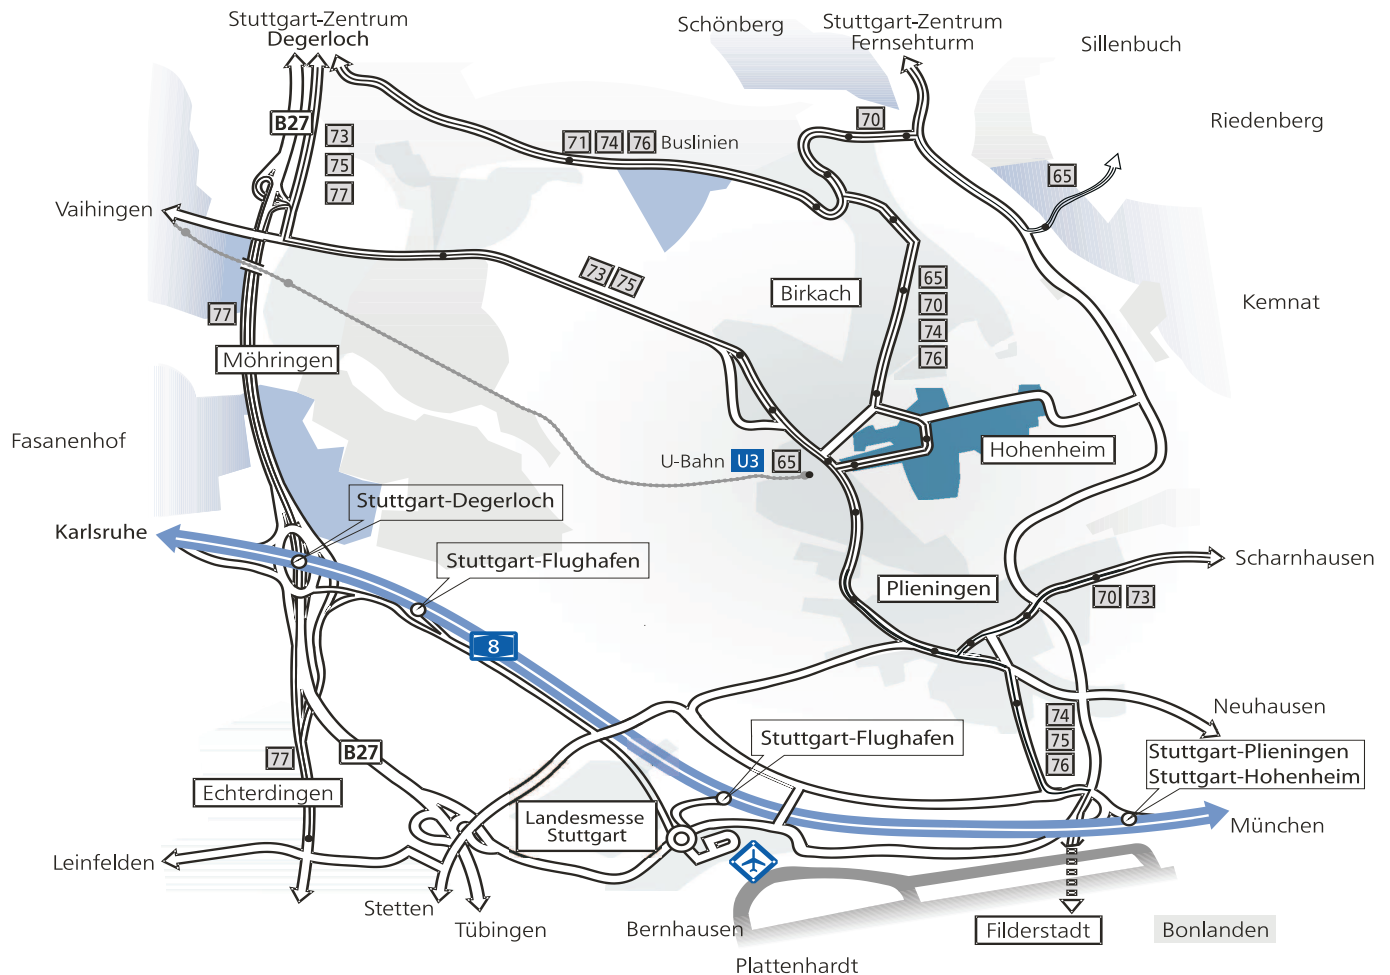 Stuttgart-Zentrum
Degerloch
Schönberg
Stuttgart-Zentrum
Fernsehturm
Sillenbuch
B27
73
75
77
71 74 76 Buslinien
70
Riedenberg
65
Vaihingen
73 75
Birkach
65
70
74
76
Kemnat
77
Möhringen
Fasanenhof
U-Bahn U3 65
Hohenheim
Stuttgart-Degerloch
Karlsruhe
Stuttgart-Flughafen
Scharnhausen
Plieningen
70 73
8
Neuhausen
74
75
76
Stuttgart-Flughafen
Stuttgart-Plieningen
Stuttgart-Hohenheim
77
B27
Echterdingen
Landesmesse
Stuttgart
München
Leinfelden
Stetten
Tübingen
Bernhausen
Filderstadt
Bonlanden
Plattenhardt